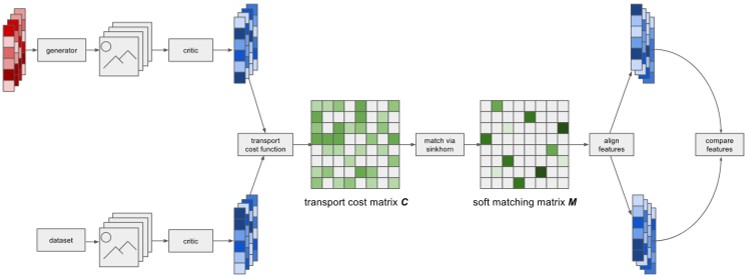 generator
critic
transport
cost function
transport cost matrix C
match via
sinkhorn
soft matching matrix M
align
features
compare
features
dataset
critic